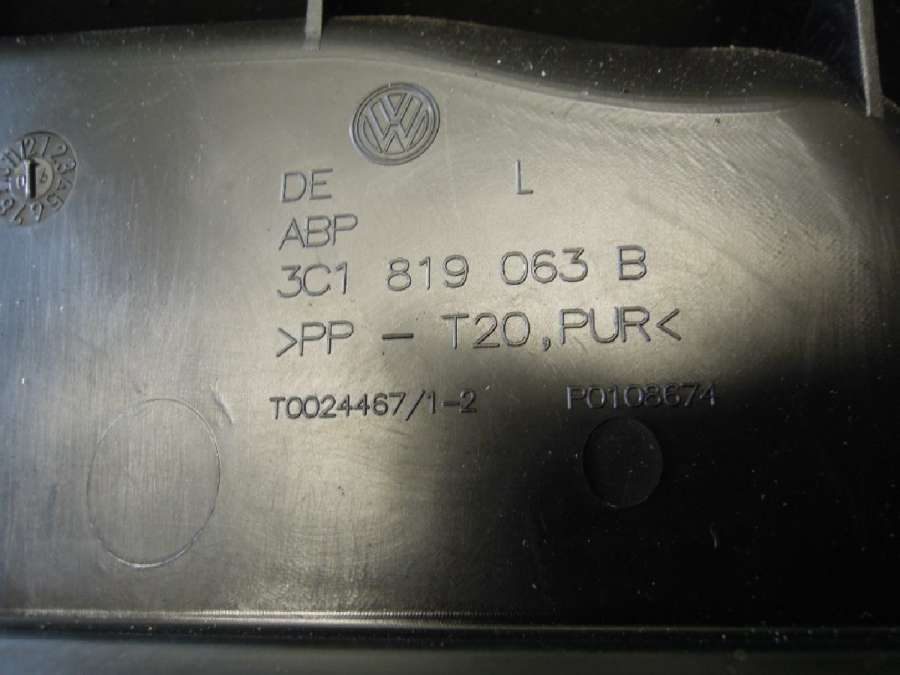 DE L
ABP
3C1 819 063 B
>PP - T20, PUR<
T0024467/1-2 P0108674